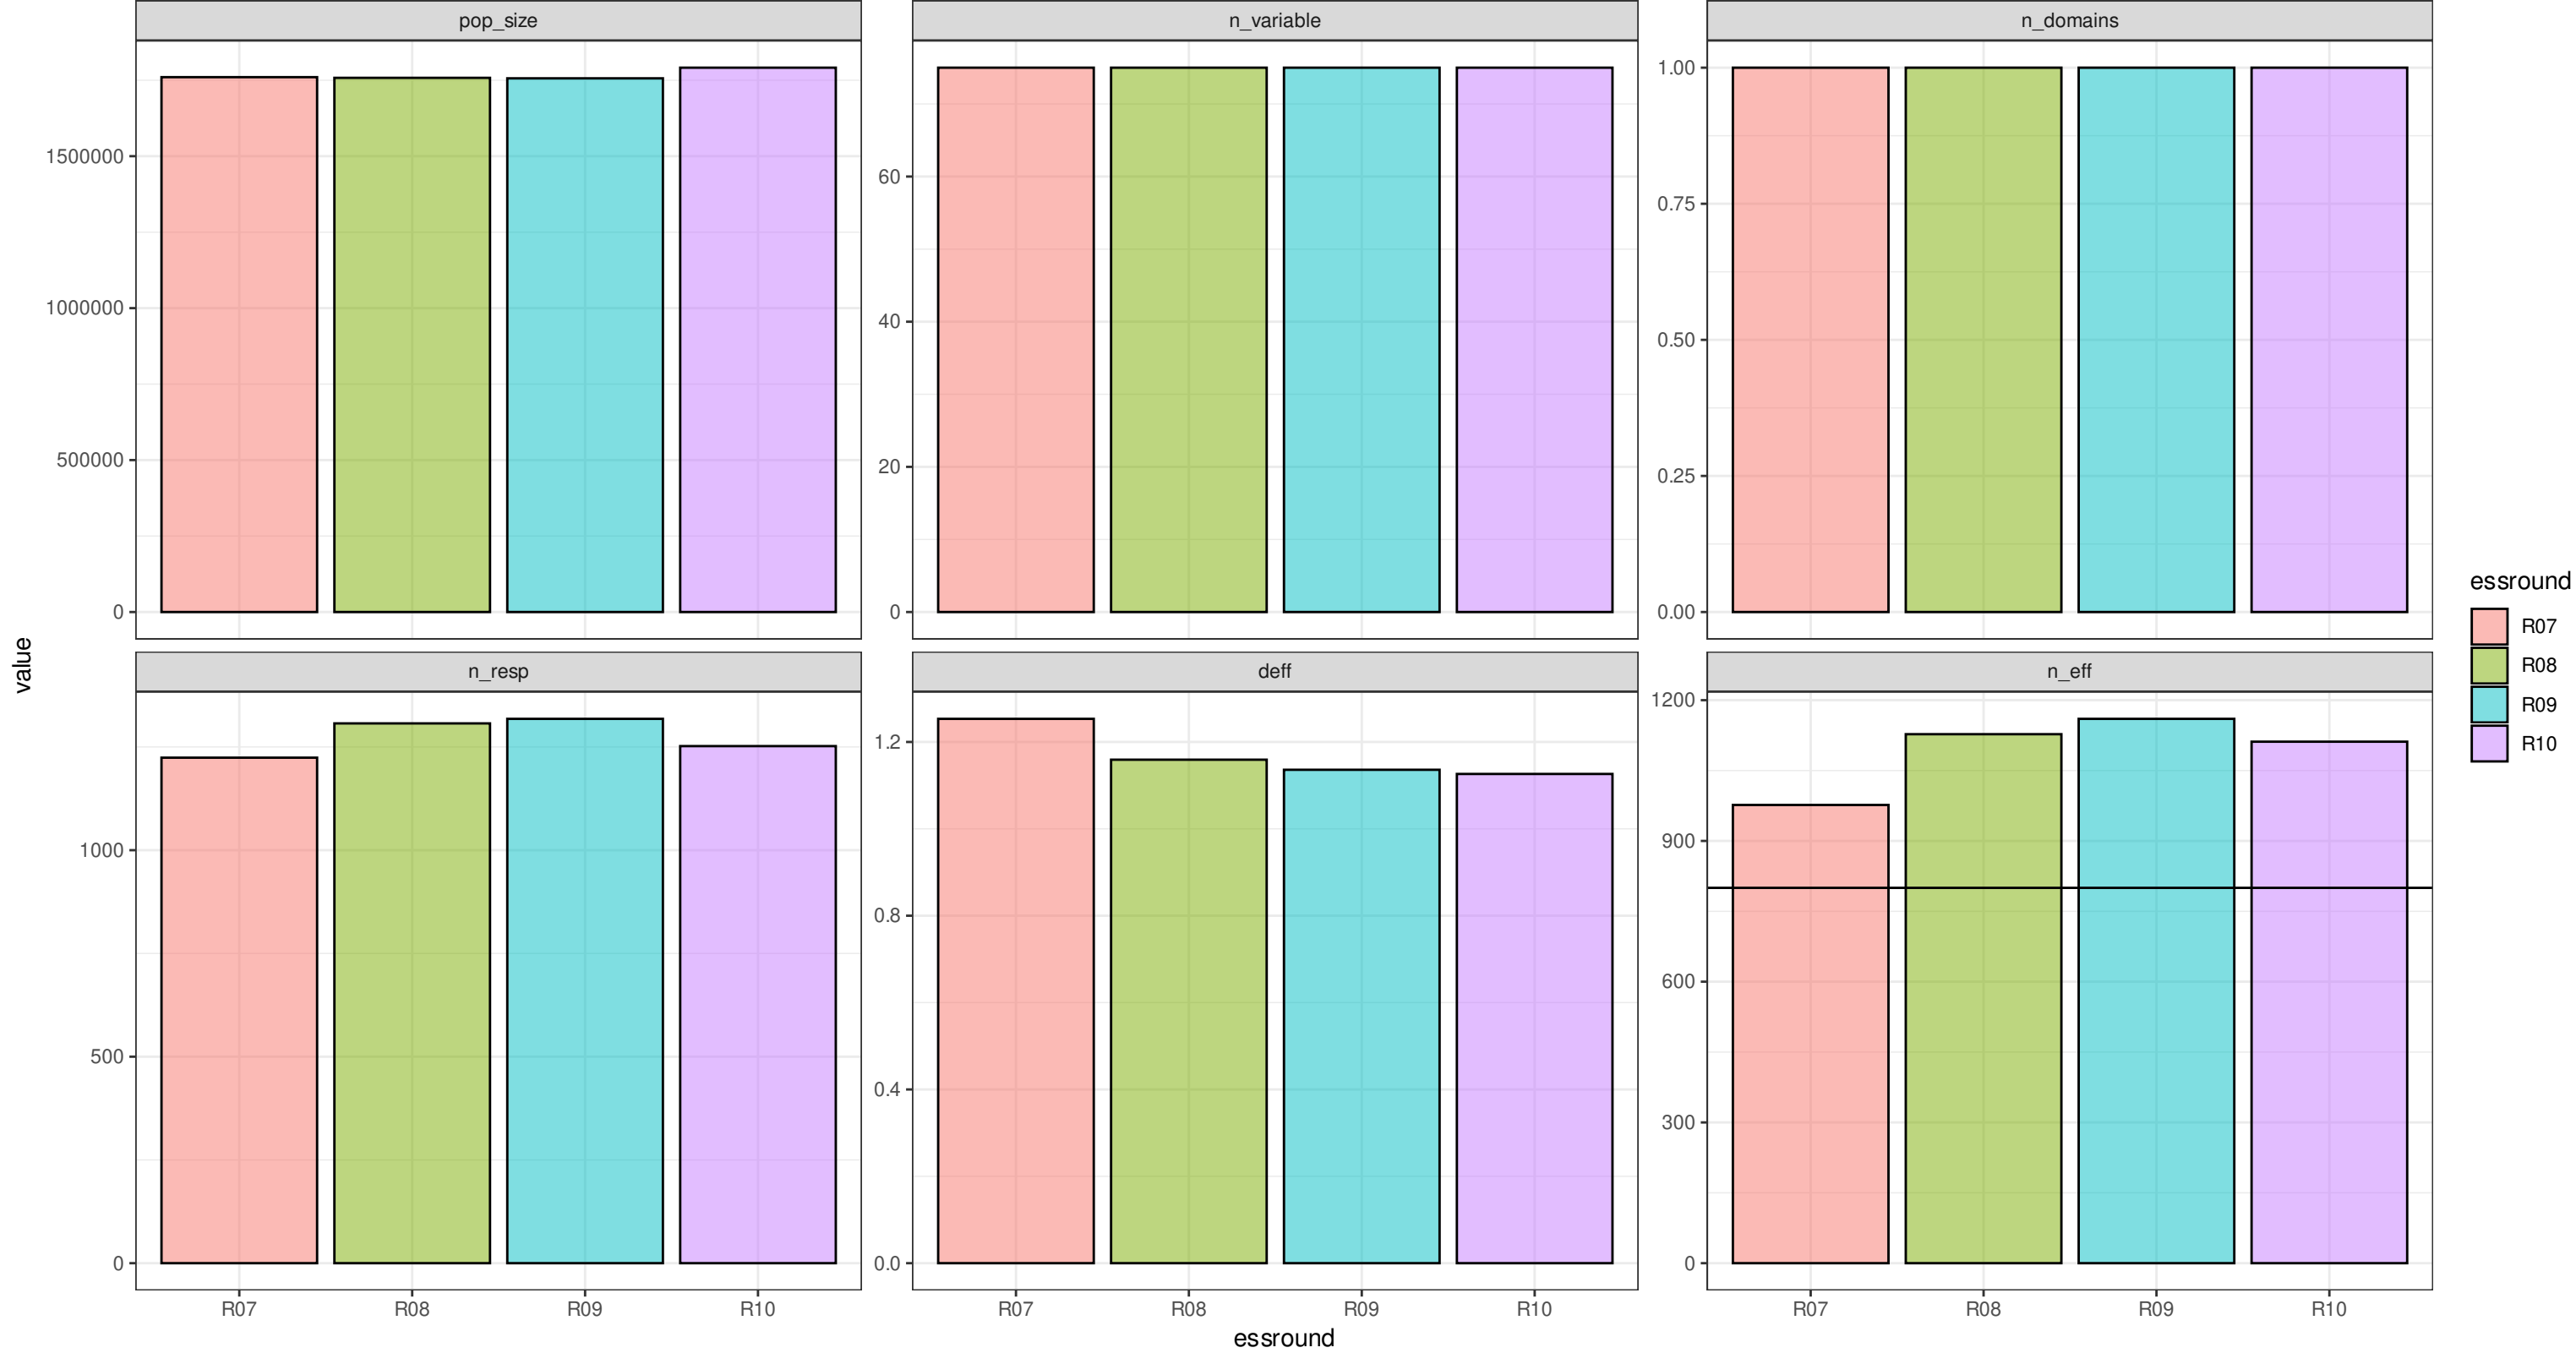 pop_size
n_variable
n_domains
1500000
1000000
500000
0
60
40
20
0
1.00
0.75
0.50
0.25
0.00
value
n_resp
deff
n_eff
1000
500
0
1.2
0.8
0.4
0.0
1200
900
600
300
0
R07 R08 R09 R10
R07 R08 R09 R10
R07 R08 R09 R10
essround
essround
R07
R08
R09
R10